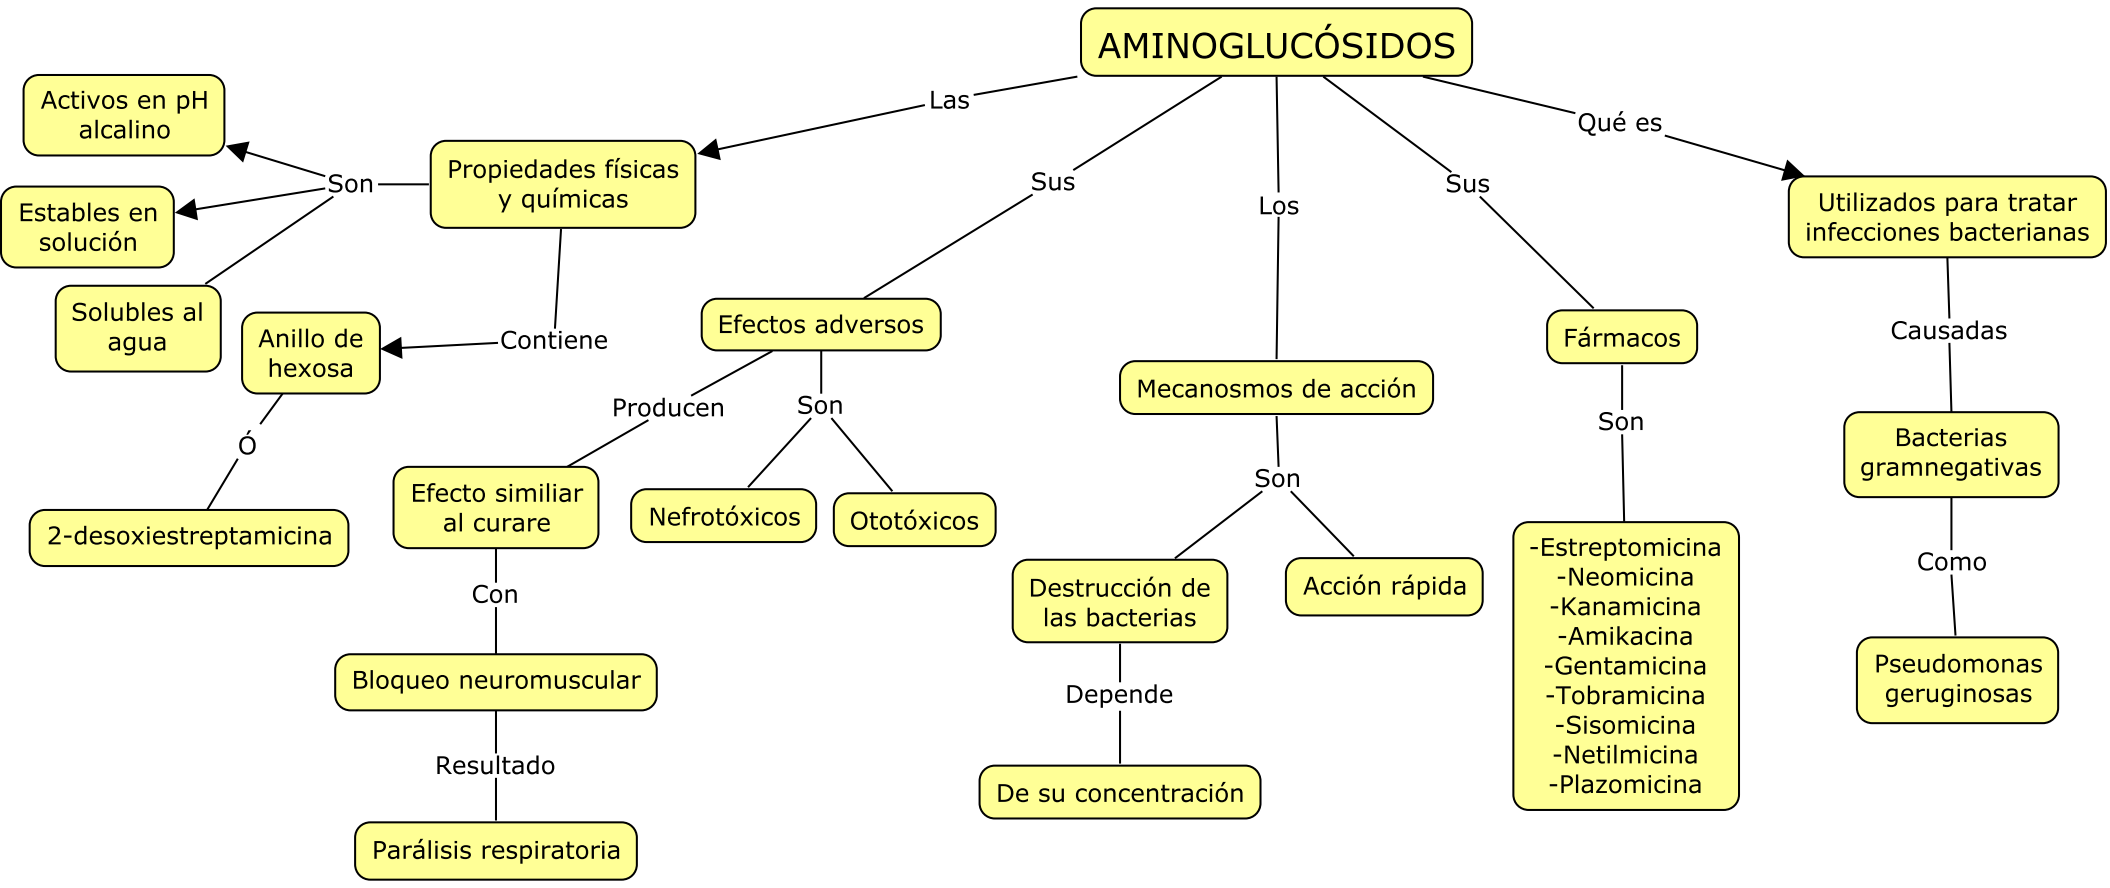 AMINOGLUCÓSIDOS
Las
Propiedades físicas
y químicas
Son
Activos en pH
alcalino
Estables en
solución
Solubles al
agua
Contiene
Anillo de
hexosa
Ó
2-desoxiestreptamicina
Sus
Efectos adversos
Producen
Efecto similiar
al curare
Con
Bloqueo neuromuscular
Resultado
Parálisis respiratoria
Son
Nefrotóxicos
Ototóxicos
Los
Mecanosmos de acción
Son
Destrucción de
las bacterias
Depende
De su concentración
Acción rápida
Sus
Fármacos
Son
-Estreptomicina
-Neomicina
-Kanamicina
-Amikacina
-Gentamicina
-Tobramicina
-Sisomicina
-Netilmicina
-Plazomicina
Qué es
Utilizados para tratar
infecciones bacterianas
Causadas
Bacterias
gramnegativas
Como
Pseudomonas
geruginosas